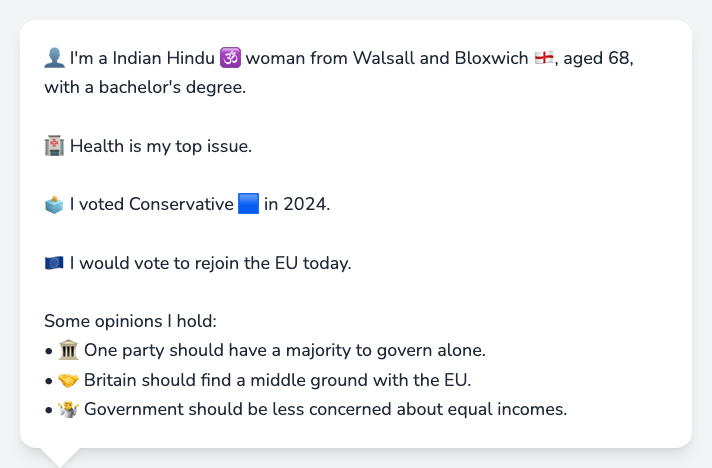 👤 I'm a Indian Hindu 🕉️ woman from Walsall and Bloxwich 🏴󠁧󠁢󠁥󠁮󠁧󠁿, aged 68,
with a bachelor's degree.
🏥 Health is my top issue.
🗳️ I voted Conservative 🟦 in 2024.
🇪🇺 I would vote to rejoin the EU today.
Some opinions I hold:
• 🏛️ One party should have a majority to govern alone.
• 🤝 Britain should find a middle ground with the EU.
• 🤷 Government should be less concerned about equal incomes.